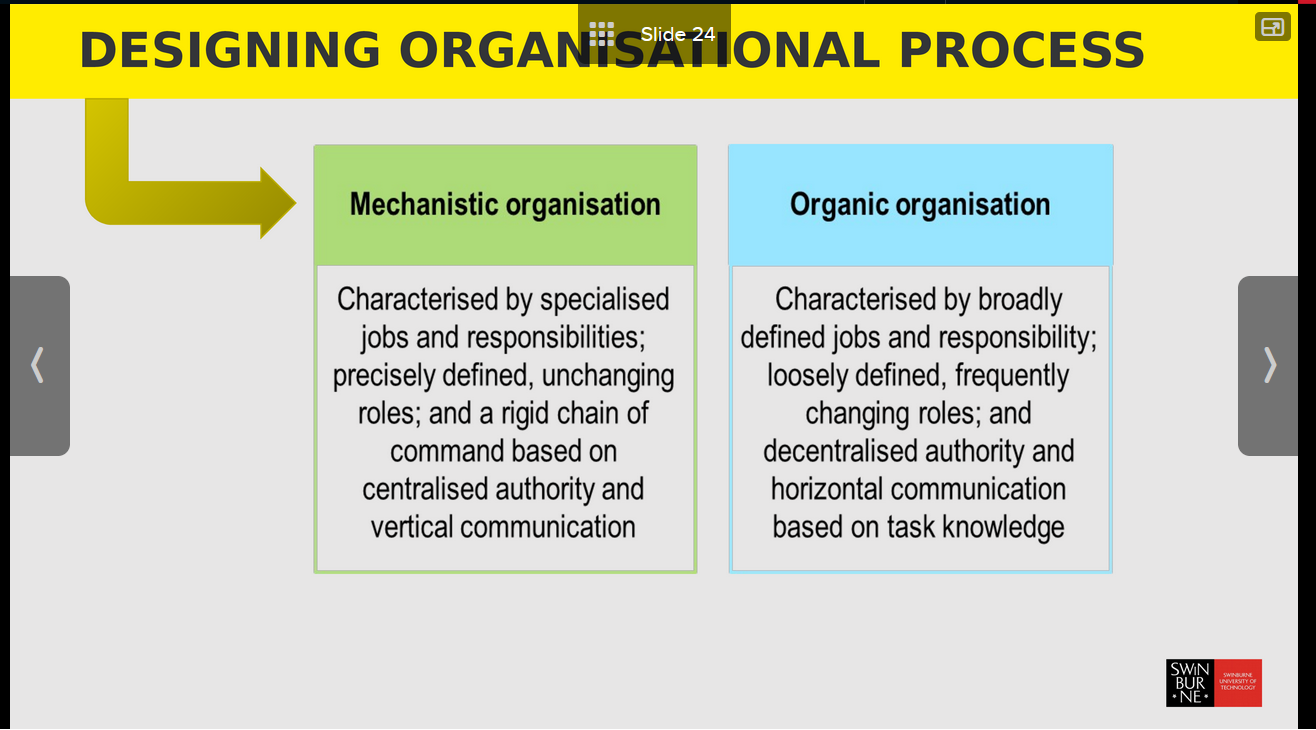 Slide 24
DESIGNING ORGANISATIONAL PROCESS
Mechanistic organisation
Characterised by specialised
jobs and responsibilities;
precisely defined, unchanging
roles; and a rigid chain of
command based on
centralised authority and
vertical communication
Organic organisation
Characterised by broadly
defined jobs and responsibility;
loosely defined, frequently
changing roles; and
decentralised authority and
horizontal communication
based on task knowledge
SWIN
BUR
NE
SWINBURNE
UNIVERSITY OF
TECHNOLOGY